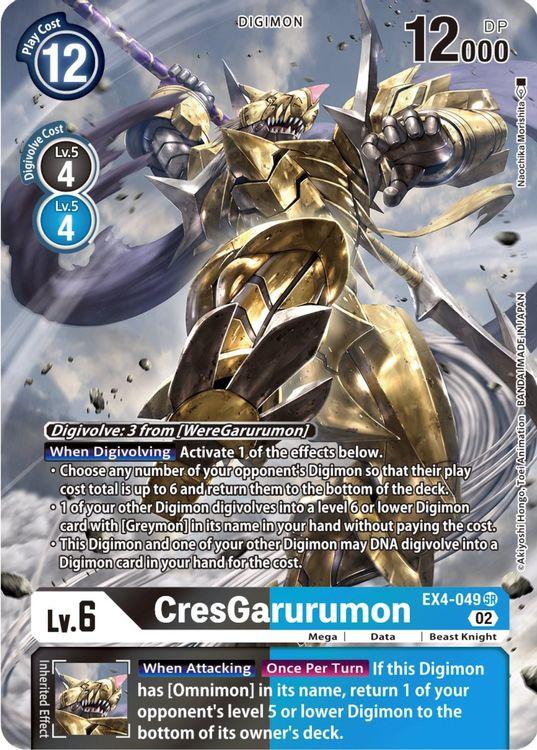 DIGIMON
Play Cost
12
DP
12000
Digivolve Cost
Lv.5
4
Lv.5
4
Naochika Morishita
©Akiyoshi Hongo, Toei Animation BANDAI MADE IN JAPAN
Digivolve: 3 from [WereGarurumon]
When Digivolving Activate 1 of the effects below.
• Choose any number of your opponent's Digimon so that their play
cost total is up to 6 and return them to the bottom of the deck.
• 1 of your other Digimon digivolves into a level 6 or lower Digimon
card with [Greymon] in its name in your hand without paying the cost.
• This Digimon and one of your other Digimon may DNA digivolve into a
Digimon card in your hand for the cost.
Lv.6
CresGarurumon
EX4-049 SR
02
Mega | Data | Beast Knight
Inherited Effect
When Attacking Once Per Turn If this Digimon
has [Omnimon] in its name, return 1 of your
opponent's level 5 or lower Digimon to the
bottom of its owner's deck.